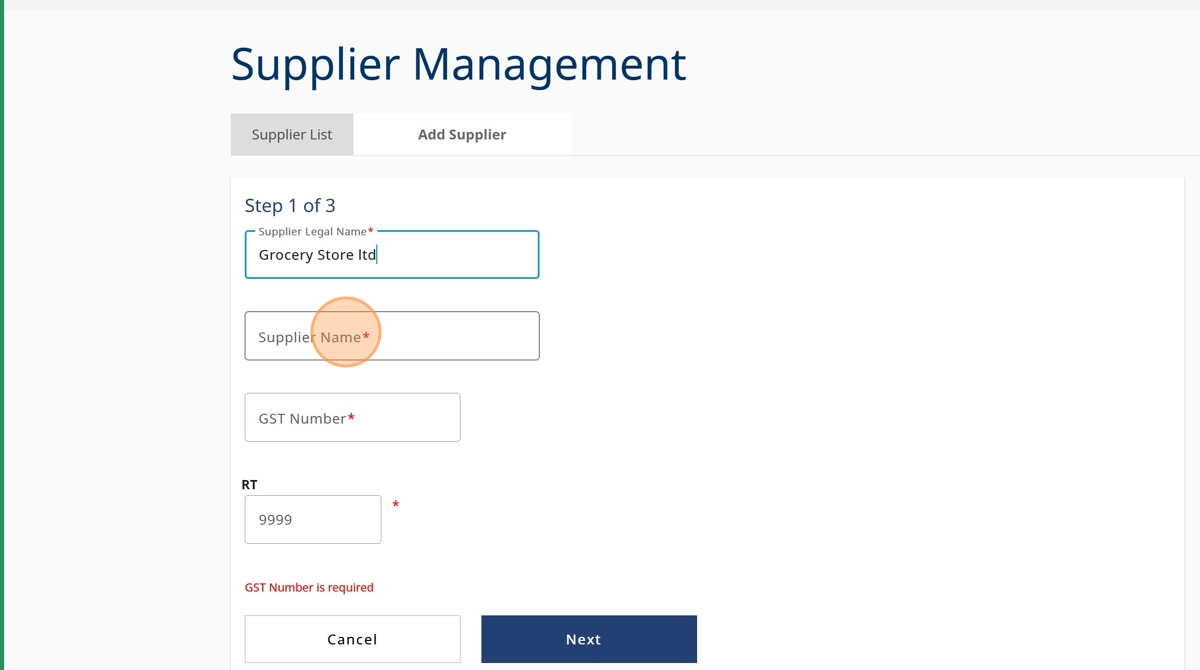 Supplier Management
Supplier List
Add Supplier
Step 1 of 3
Supplier Legal Name*
Grocery Store ltd
Supplier Name*
GST Number*
RT
9999 *
GST Number is required
Cancel
Next